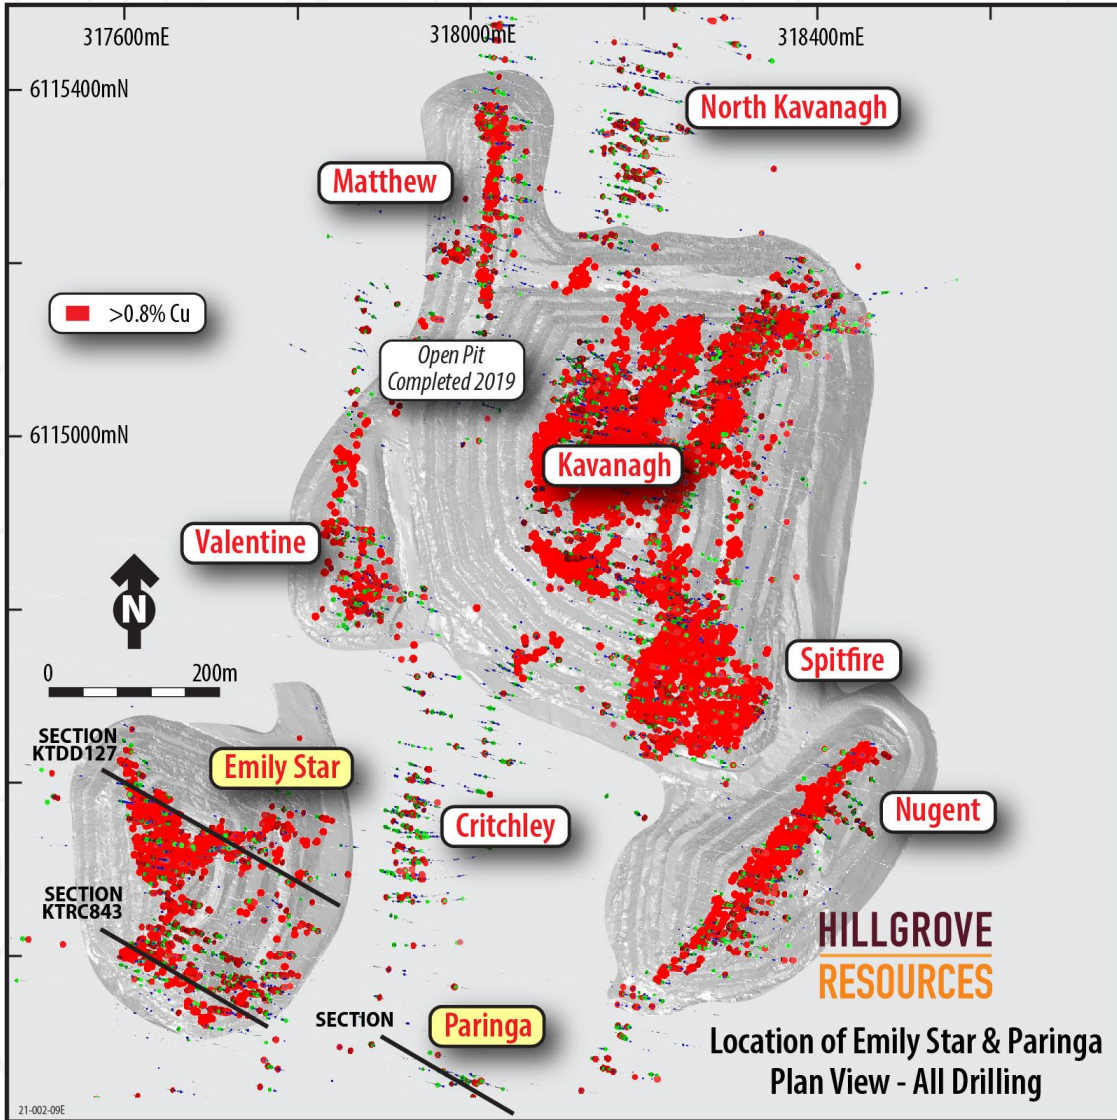 317600mE
318000mE
318400mE
6115400mN
North Kavanagh
Matthew
>0.8% Cu
Open Pit
Completed 2019
6115000mN
Kavanagh
Valentine
N
0
200m
Spitfire
SECTION
KTDD127
Emily Star
Critchley
Nugent
SECTION
KTRC843
HILLGROVE
RESOURCES
SECTION
Paringa
Location of Emily Star & Paringa
Plan View - All Drilling
21-002-09E